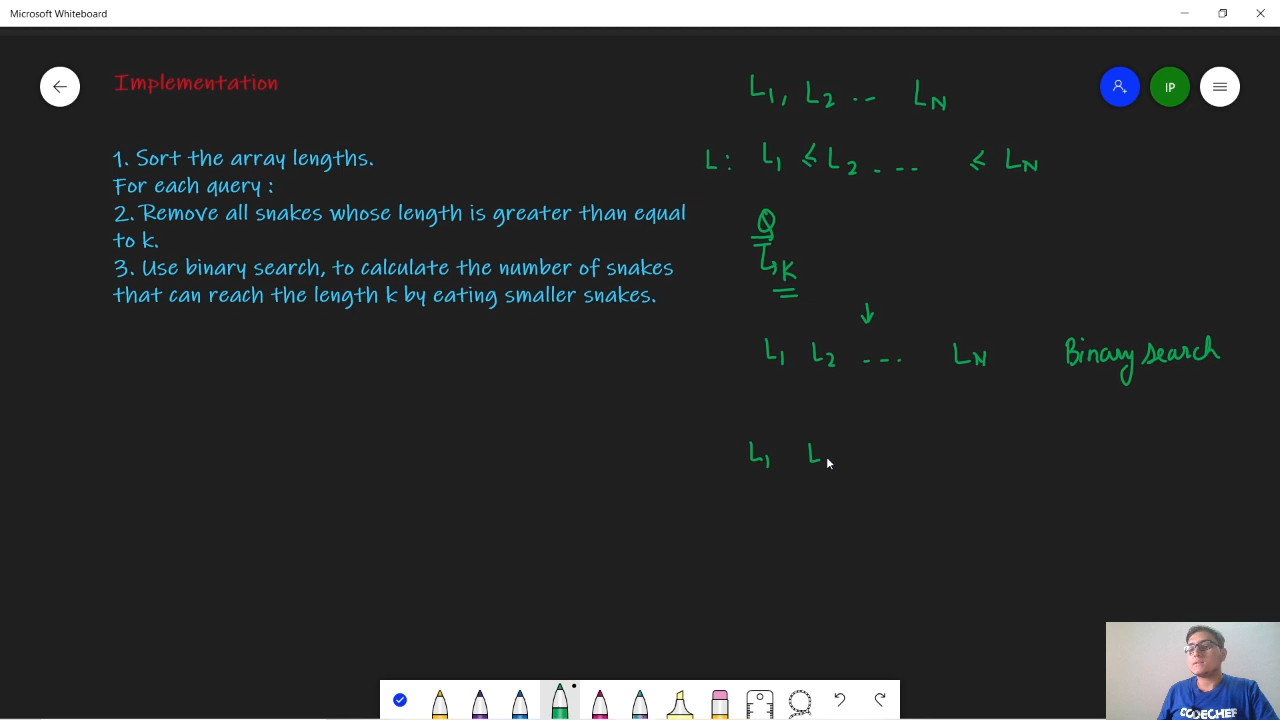 Microsoft Whiteboard
Implementation
IP
1. Sort the array lengths.
For each query :
2. Remove all snakes whose length is greater than equal
to k.
3. Use binary search, to calculate the number of snakes
that can reach the length k by eating smaller snakes.
L1, L2 .. LN
L: L1 ≤ L2 .... ≤ LN
Q
↳ K
↓
L1 L2 ... LN Binary search
L1 L
CODECHEF